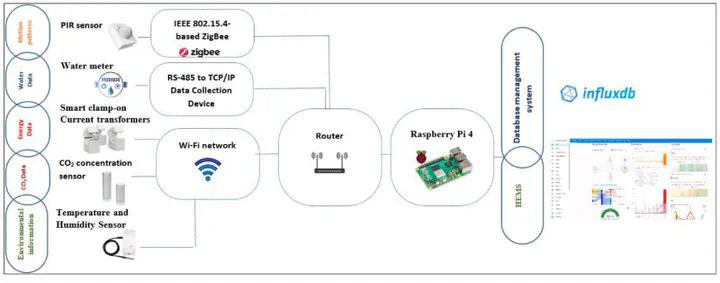 Motion
patterns
PIR sensor
IEEE 802.15.4-
based ZigBee
zigbee
Water
Data
Water meter
RS-485 to TCP/IP
Data Collection
Device
Energy
Data
Smart clamp-on
Current transformers
Wi-Fi network
CO2 Data
CO2 concentration
sensor
Environmental
information
Temperature and
Humidity Sensor
Router
Raspberry Pi 4
Database management
system
HEMS
influxdb